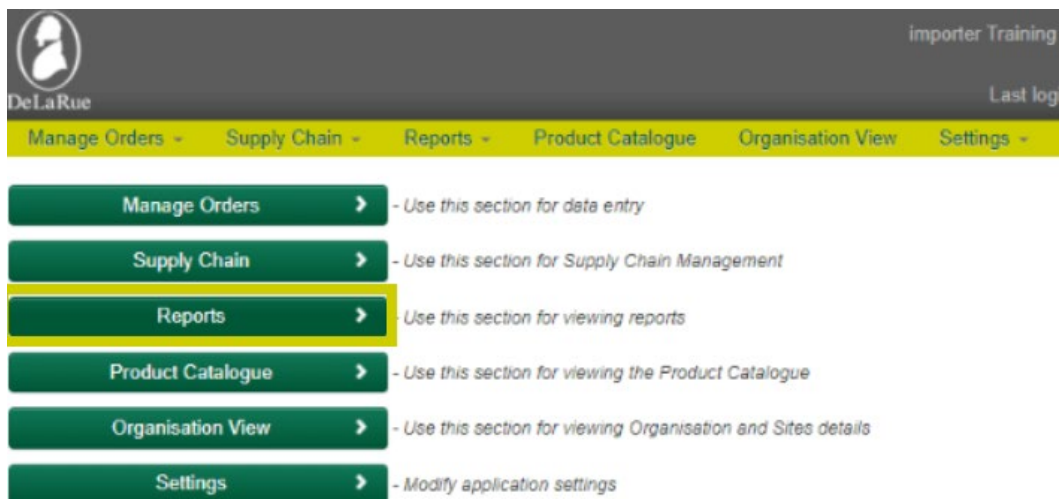 importer Training
DeLaRue
Last log
Manage Orders Supply Chain Reports Product Catalogue Organisation View Settings
Manage Orders - Use this section for data entry
Supply Chain - Use this section for Supply Chain Management
Reports - Use this section for viewing reports
Product Catalogue - Use this section for viewing the Product Catalogue
Organisation View - Use this section for viewing Organisation and Sites details
Settings - Modify application settings